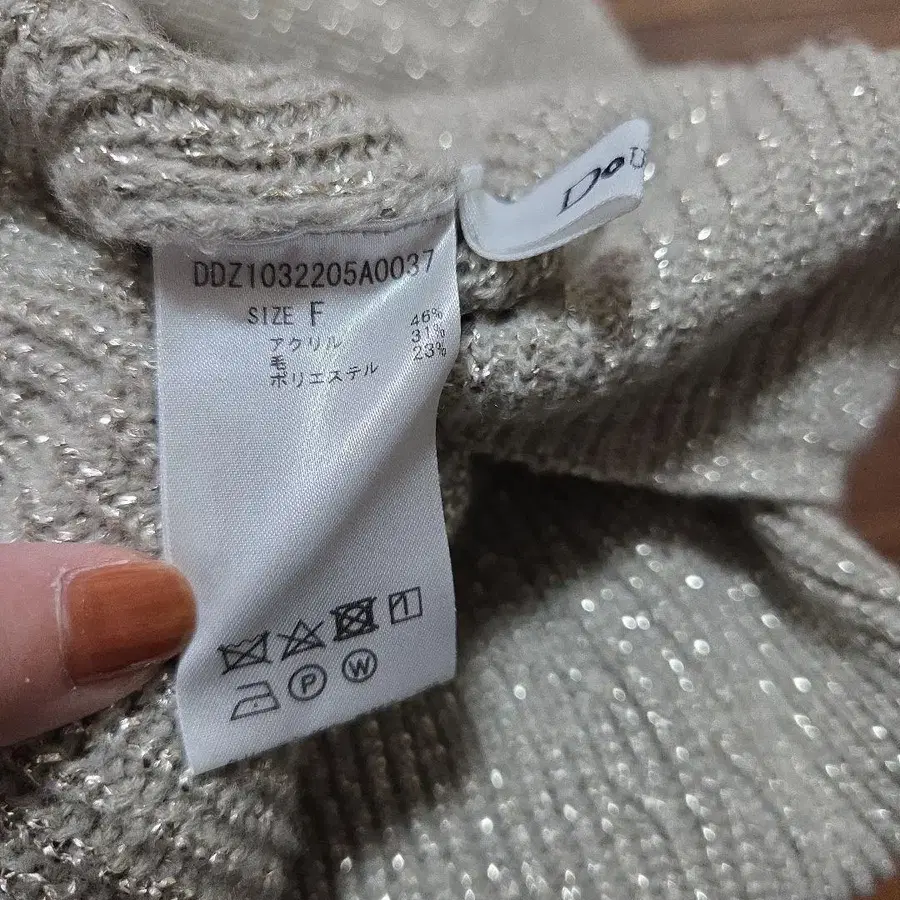 DDZ1032205A0037
SIZE F
アクリル 46%
毛 31%
ポリエステル 23%
P W